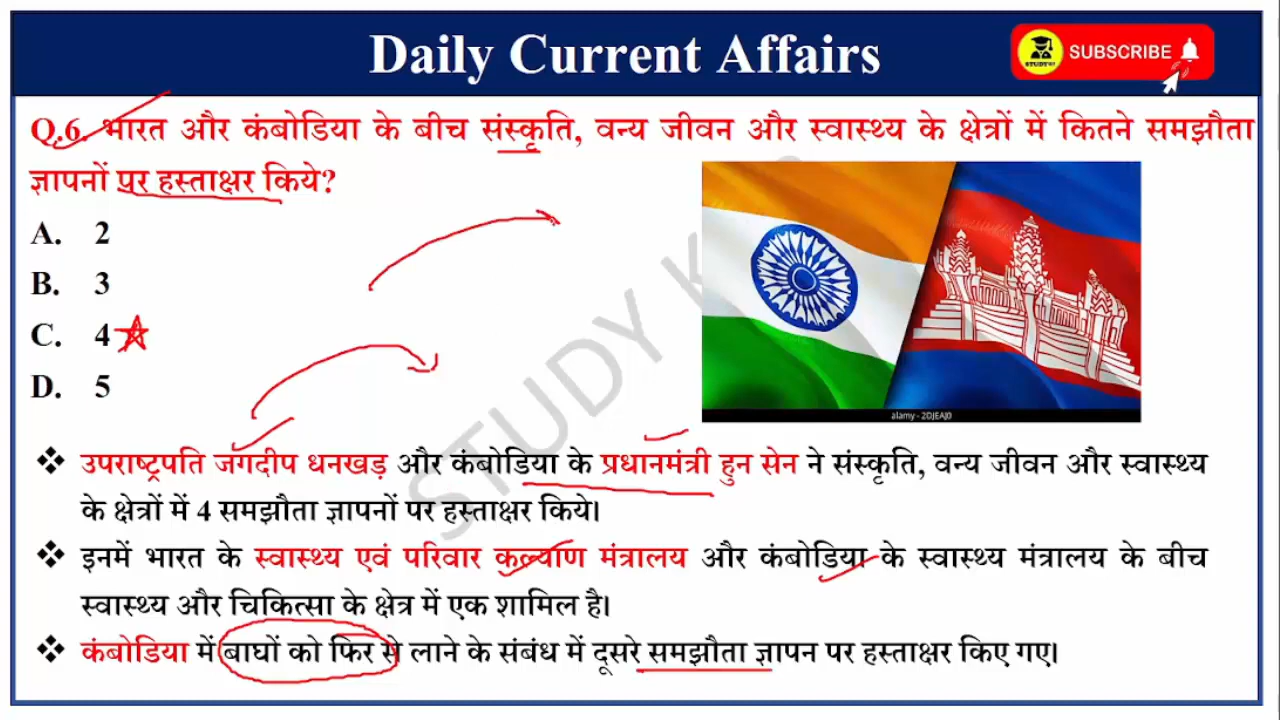 Daily Current Affairs
SUBSCRIBE
Q.6. भारत और कंबोडिया के बीच संस्कृति, वन्य जीवन और स्वास्थ्य के क्षेत्रों में कितने समझौता
ज्ञापनों पर हस्ताक्षर किये?
A. 2
B. 3
C. 4
D. 5
STUDY K
alamy - 2DJEAJ0
❖ उपराष्ट्रपति जगदीप धनखड़ और कंबोडिया के प्रधानमंत्री हुन सेन ने संस्कृति, वन्य जीवन और स्वास्थ्य
के क्षेत्रों में 4 समझौता ज्ञापनों पर हस्ताक्षर किये।
❖ इनमें भारत के स्वास्थ्य एवं परिवार कल्याण मंत्रालय और कंबोडिया के स्वास्थ्य मंत्रालय के बीच
स्वास्थ्य और चिकित्सा के क्षेत्र में एक शामिल है।
❖ कंबोडिया में बाघों को फिर से लाने के संबंध में दूसरे समझौता ज्ञापन पर हस्ताक्षर किए गए।